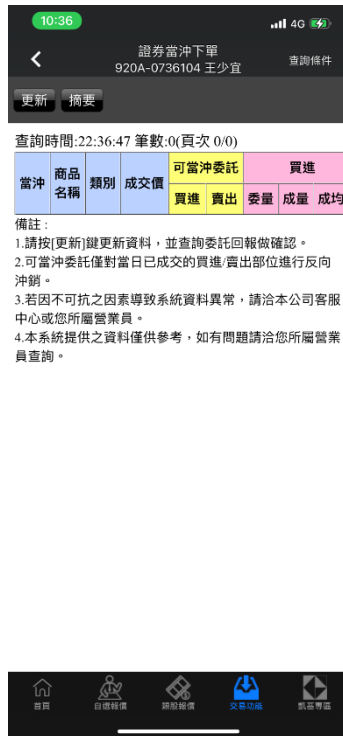 10:36
4G
證券當沖下單
920A-0736104 王少宜
查詢條件
更新 摘要
查詢時間:22:36:47 筆數:0(頁次 0/0)
當沖 商品名稱 類別 成交價 可當沖委託 買進
買進 賣出 委量 成量 成均
備註 :
1.請按[更新]鍵更新資料，並查詢委託回報做確認。
2.可當沖委託僅對當日已成交的買進/賣出部位進行反向
沖銷。
3.若因不可抗之因素導致系統資料異常，請洽本公司客服
中心或您所屬營業員。
4.本系統提供之資料僅供參考，如有問題請洽您所屬營業
員查詢。
首頁 自選報價 類股報價 交易功能 凱基專區